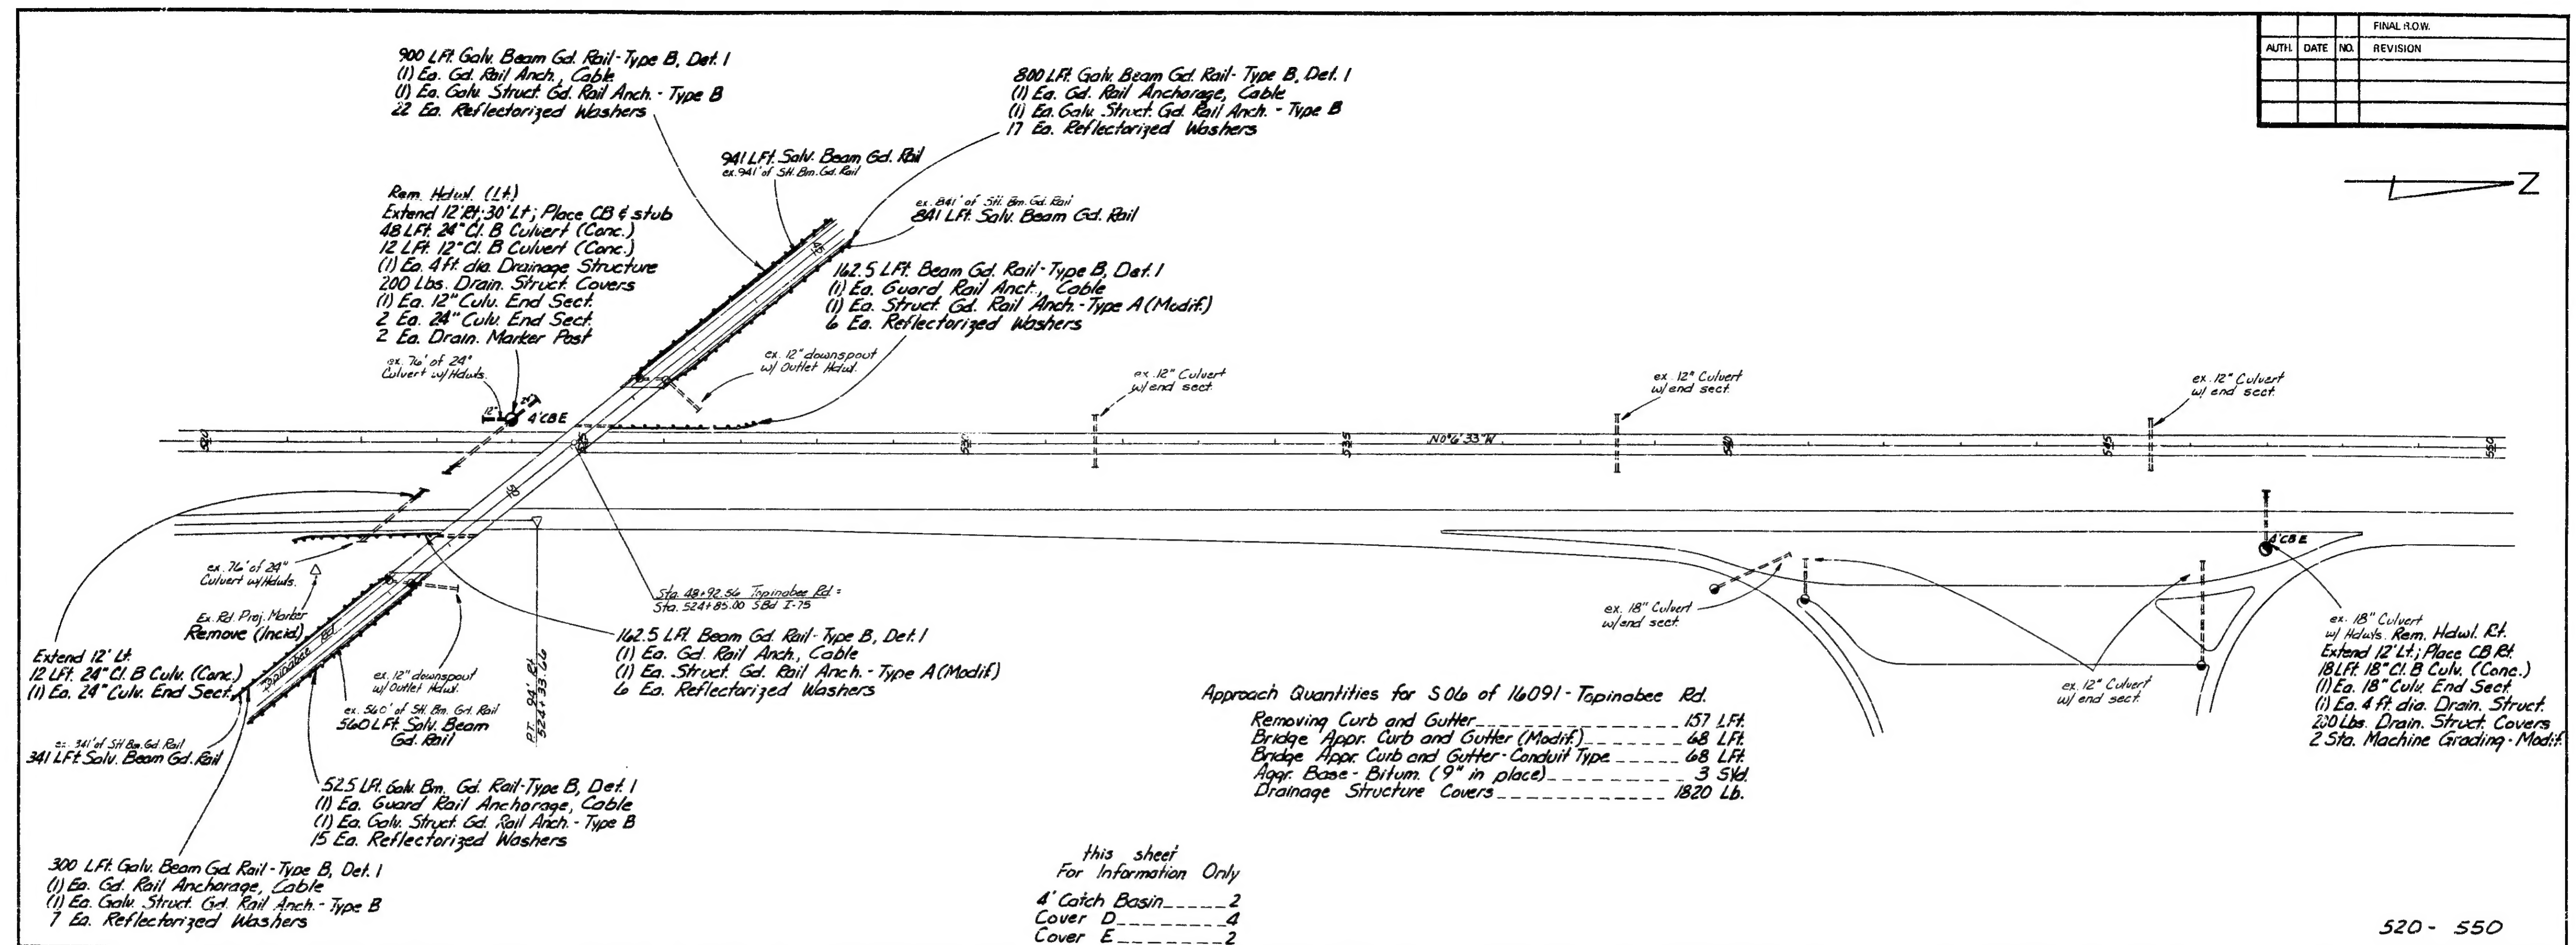 FINAL R.O.W.
AUTH. DATE NO. REVISION
900 LFt. Galv. Beam Gd. Rail-Type B, Det. 1
(1) Ea. Gd. Rail Anch., Cable
(1) Ea. Galv. Struct. Gd. Rail Anch. - Type B
22 Ea. Reflectorized Washers
800 LFt. Galv. Beam Gd. Rail- Type B, Det. 1
(1) Ea. Gd. Rail Anchorage, Cable
(1) Ea. Galv. Struct. Gd. Rail Anch. - Type B
17 Ea. Reflectorized Washers
941 LFt. Salv. Beam Gd. Rail
ex. 941' of SH. Bm. Gd. Rail
ex. 841' of SH. Bm. Gd. Rail
841 LFt. Salv. Beam Gd. Rail
Z
Rem. Hdwl. (Lt.)
Extend 12' Rt; 30' Lt; Place CB & stub
48 LFt. 24" Cl. B Culvert (Conc.)
12 LFt. 12" Cl. B Culvert (Conc.)
(1) Ea. 4 ft. dia. Drainage Structure
200 Lbs. Drain. Struct. Covers
(1) Ea. 12" Culv. End Sect.
2 Ea. 24" Culv. End Sect.
2 Ea. Drain. Marker Post
ex. 76' of 24"
Culvert w/ Hdwls.
45
162.5 LFt. Beam Gd. Rail-Type B, Det. 1
(1) Ea. Guard Rail Anch., Cable
(1) Ea. Struct. Gd. Rail Anch.-Type A (Modif.)
6 Ea. Reflectorized Washers
ex. 12" downspout
w/ Outlet Hdwl.
ex. 12" Culvert
w/ end sect.
ex. 12" Culvert
w/ end sect.
ex. 12" Culvert
w/ end sect.
12" 24"
4' CB E
520 530 535 N0°6'33"W 540 545 550
50
4' CB E
ex. 76' of 24"
Culvert w/ Hdwls.
Ex. Rd. Proj. Marker
Remove (Incid.)
Sta. 48+92.56 Topinabee Rd. =
Sta. 524+85.00 SBd I-75
P.T. 94' Rt.
524+33.66
Topinabee
Extend 12' Lt.
12 LFt. 24" Cl. B Culv. (Conc.)
(1) Ea. 24" Culv. End Sect.
ex. 12" downspout
w/ Outlet Hdwl.
ex. 560' of SH. Bm. Grd. Rail
560 LFt. Salv. Beam
Gd. Rail
162.5 LFt. Beam Gd. Rail-Type B, Det. 1
(1) Ea. Gd. Rail Anch., Cable
(1) Ea. Struct. Gd. Rail Anch. - Type A (Modif.)
6 Ea. Reflectorized Washers
ex. 341' of SH Bm. Gd Rail
341 LFt. Salv. Beam Gd. Rail
525 LFt. Galv. Bm. Gd. Rail-Type B, Det. 1
(1) Ea. Guard Rail Anchorage, Cable
(1) Ea. Galv. Struct. Gd. Rail Anch. - Type B
15 Ea. Reflectorized Washers
300 LFt. Galv. Beam Gd. Rail - Type B, Det. 1
(1) Ea. Gd. Rail Anchorage, Cable
(1) Ea. Galv. Struct. Gd. Rail Anch. - Type B
7 Ea. Reflectorized Washers
ex. 18" Culvert
w/ end sect.
ex. 12" Culvert
w/ end sect.
ex. 18" Culvert
w/ Hdwls. Rem. Hdwl. Rt.
Extend 12' Lt.; Place CB Rt.
18 LFt. 18" Cl. B Culv. (Conc.)
(1) Ea. 18" Culv. End Sect.
(1) Ea. 4 ft. dia. Drain. Struct.
200 Lbs. Drain. Struct. Covers
2 Sta. Machine Grading-Modif.
Approach Quantities for S06 of 16091 - Topinabee Rd.
Removing Curb and Gutter 157 LFt.
Bridge Appr. Curb and Gutter (Modif.) 68 LFt.
Bridge Appr. Curb and Gutter-Conduit Type 68 LFt.
Aggr. Base - Bitum. (9" in place) 3 SYd.
Drainage Structure Covers 1820 Lb.
this sheet
For Information Only
4' Catch Basin 2
Cover D 4
Cover E 2
520 - 550